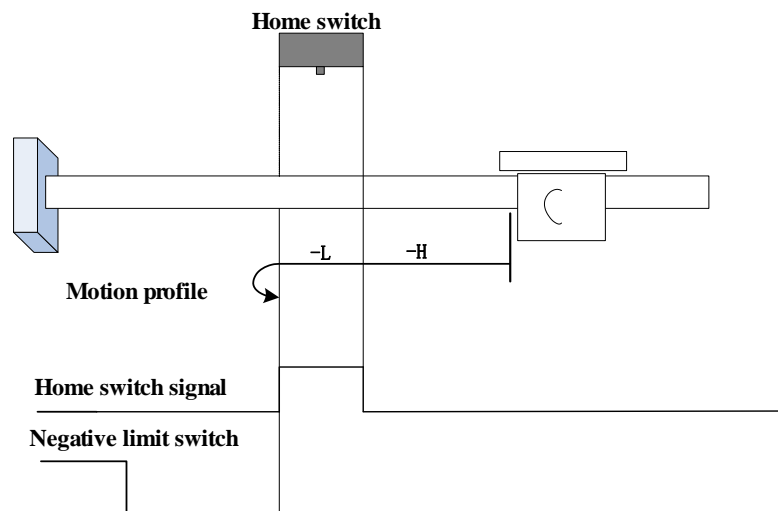 Home switch
-L
-H
Motion profile
Home switch signal
Negative limit switch